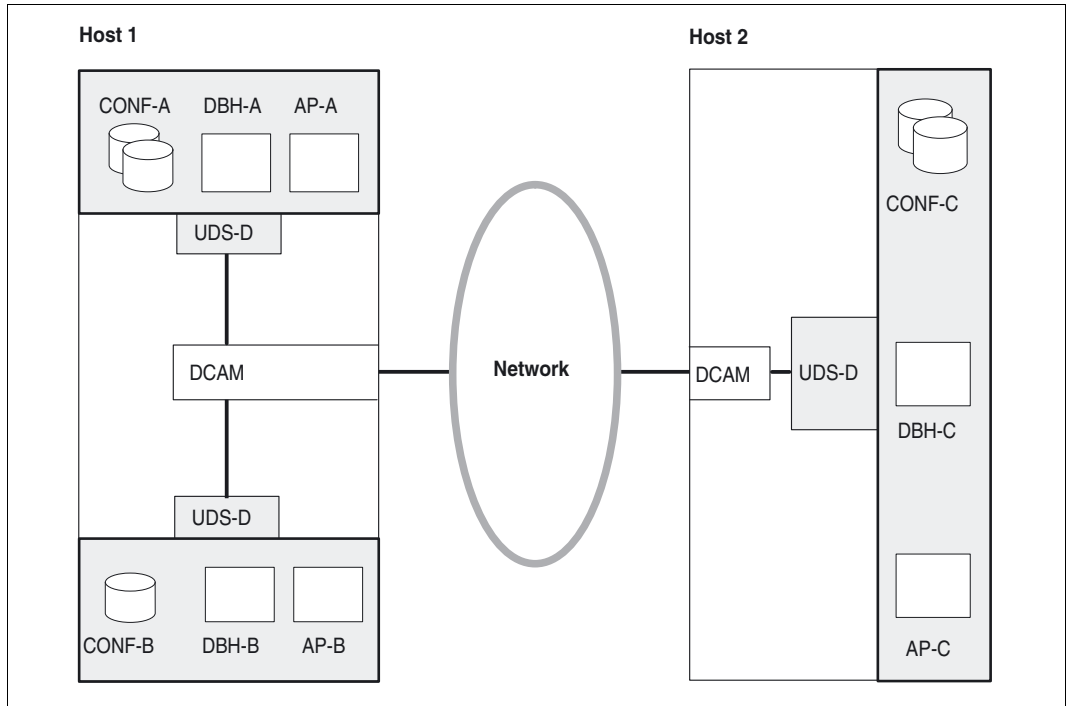 Host 1
CONF-A DBH-A AP-A
UDS-D
DCAM
UDS-D
CONF-B DBH-B AP-B
Network
Host 2
CONF-C
DCAM
UDS-D
DBH-C
AP-C